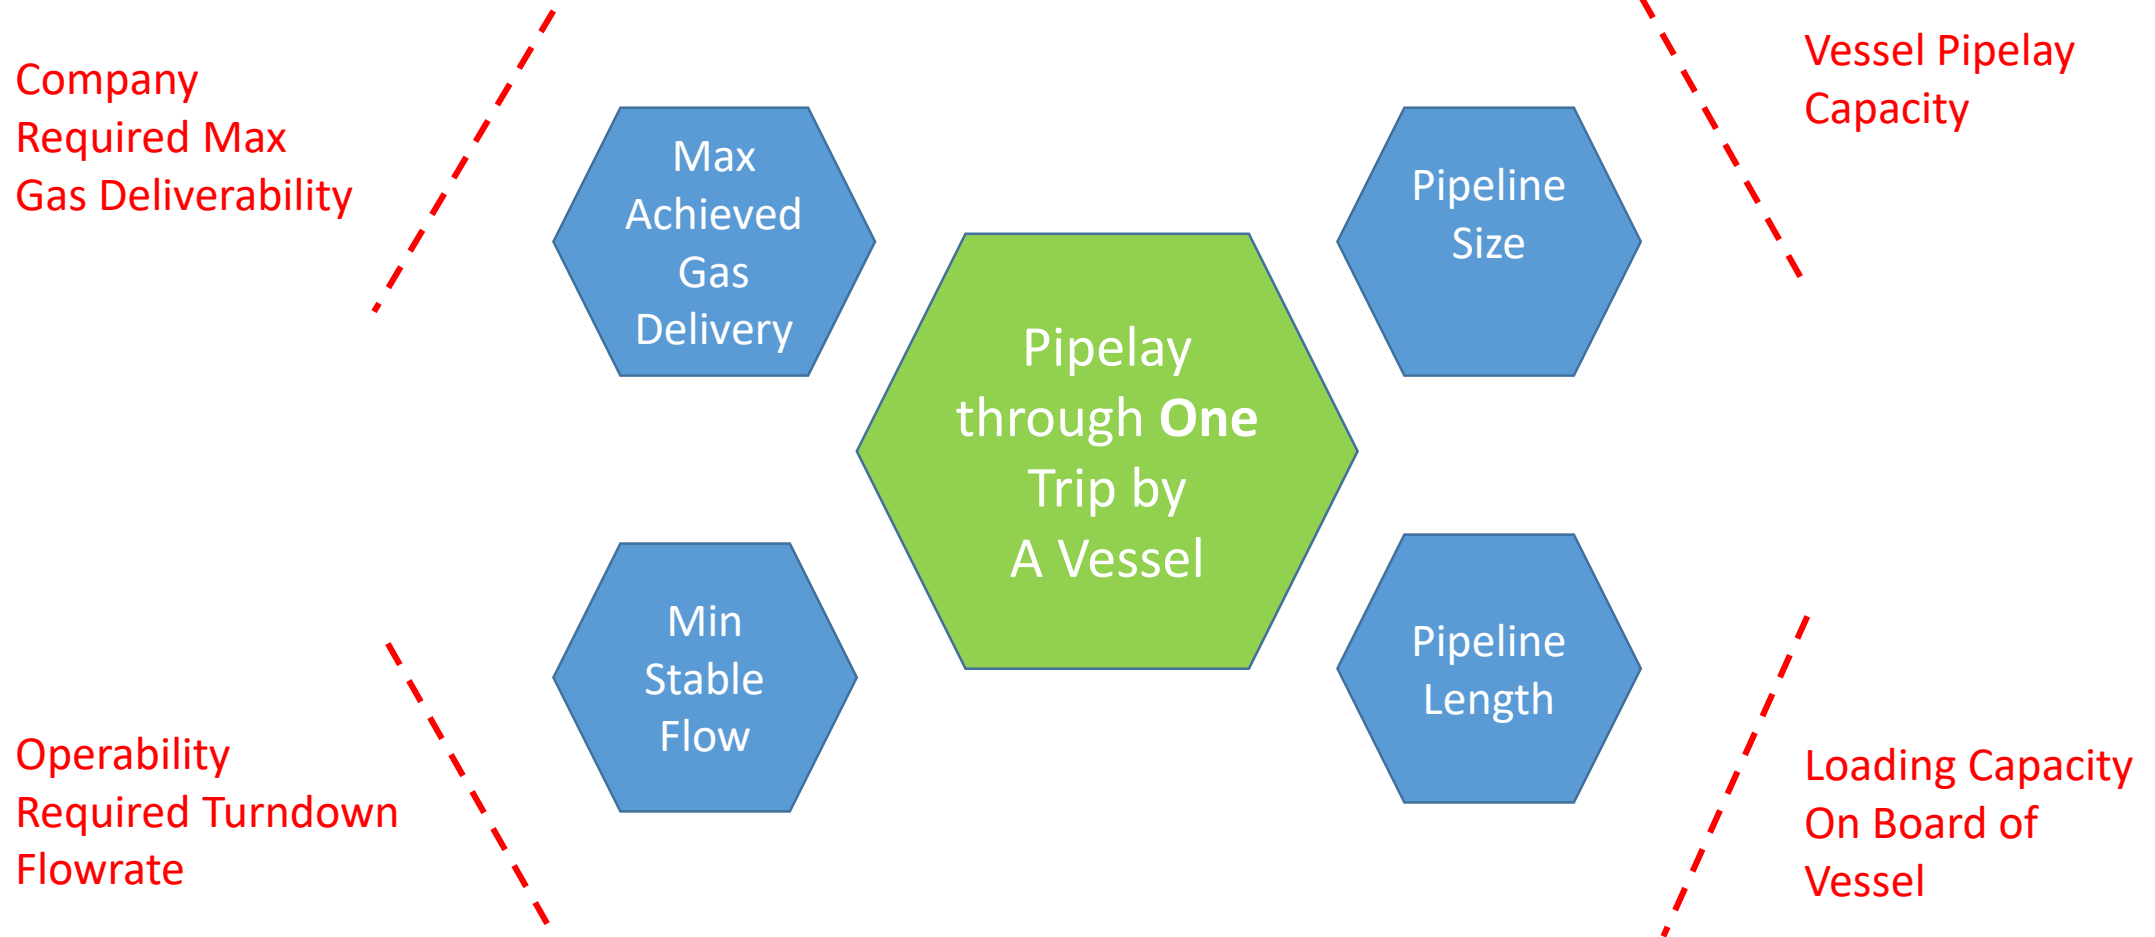 Company
Required Max
Gas Deliverability
Vessel Pipelay
Capacity
Max
Achieved
Gas
Delivery
Pipeline
Size
Pipelay
through One
Trip by
A Vessel
Min
Stable
Flow
Pipeline
Length
Operability
Required Turndown
Flowrate
Loading Capacity
On Board of
Vessel